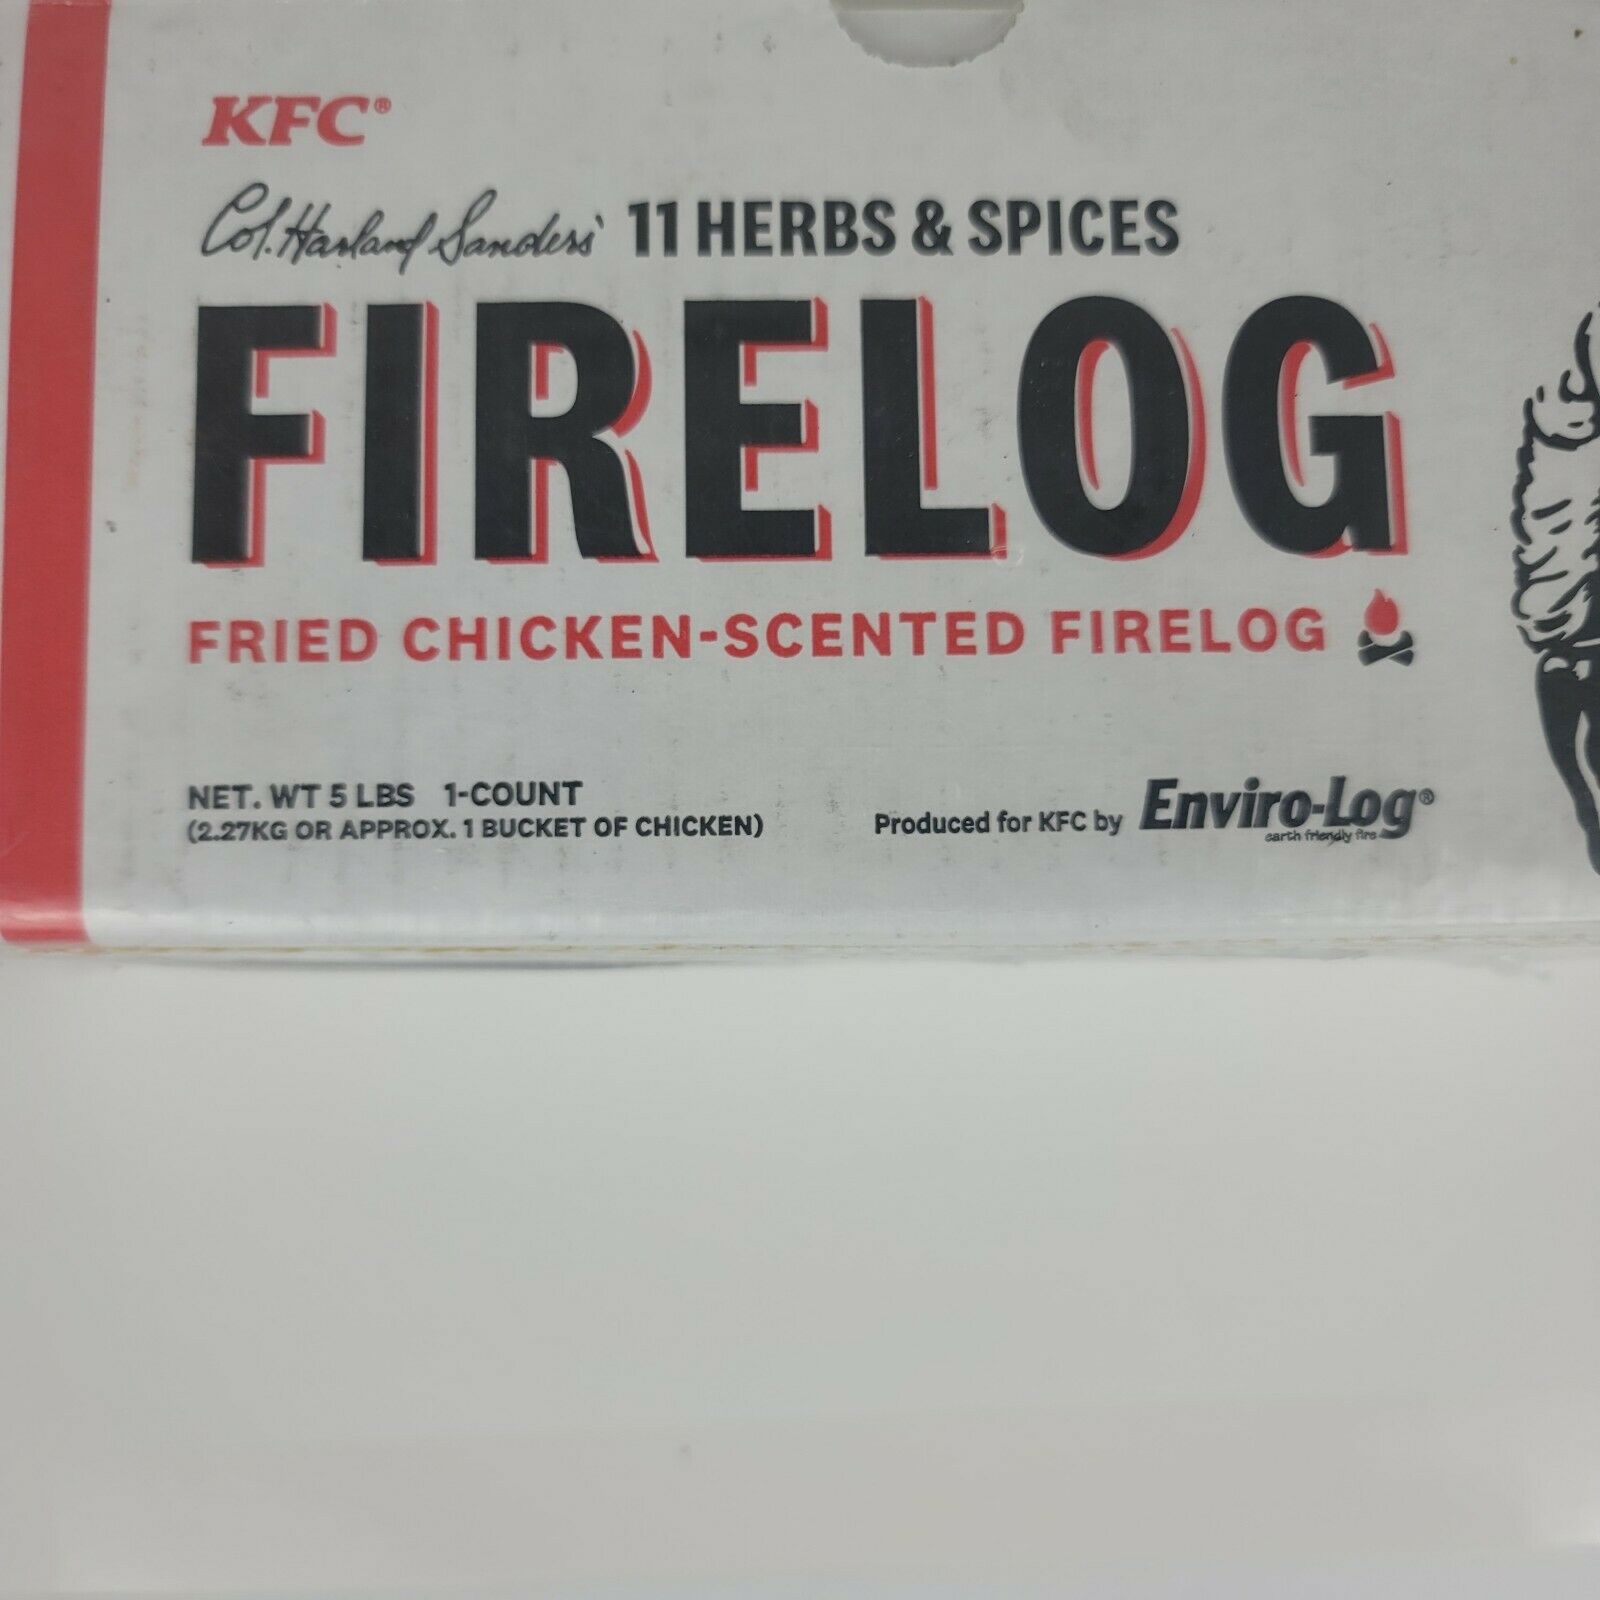 KFC®
Col. Harland Sanders' 11 HERBS & SPICES
FIRELOG
FRIED CHICKEN-SCENTED FIRELOG
NET. WT 5 LBS 1-COUNT
(2.27KG OR APPROX. 1 BUCKET OF CHICKEN)
Produced for KFC by Enviro-Log®
earth friendly fire